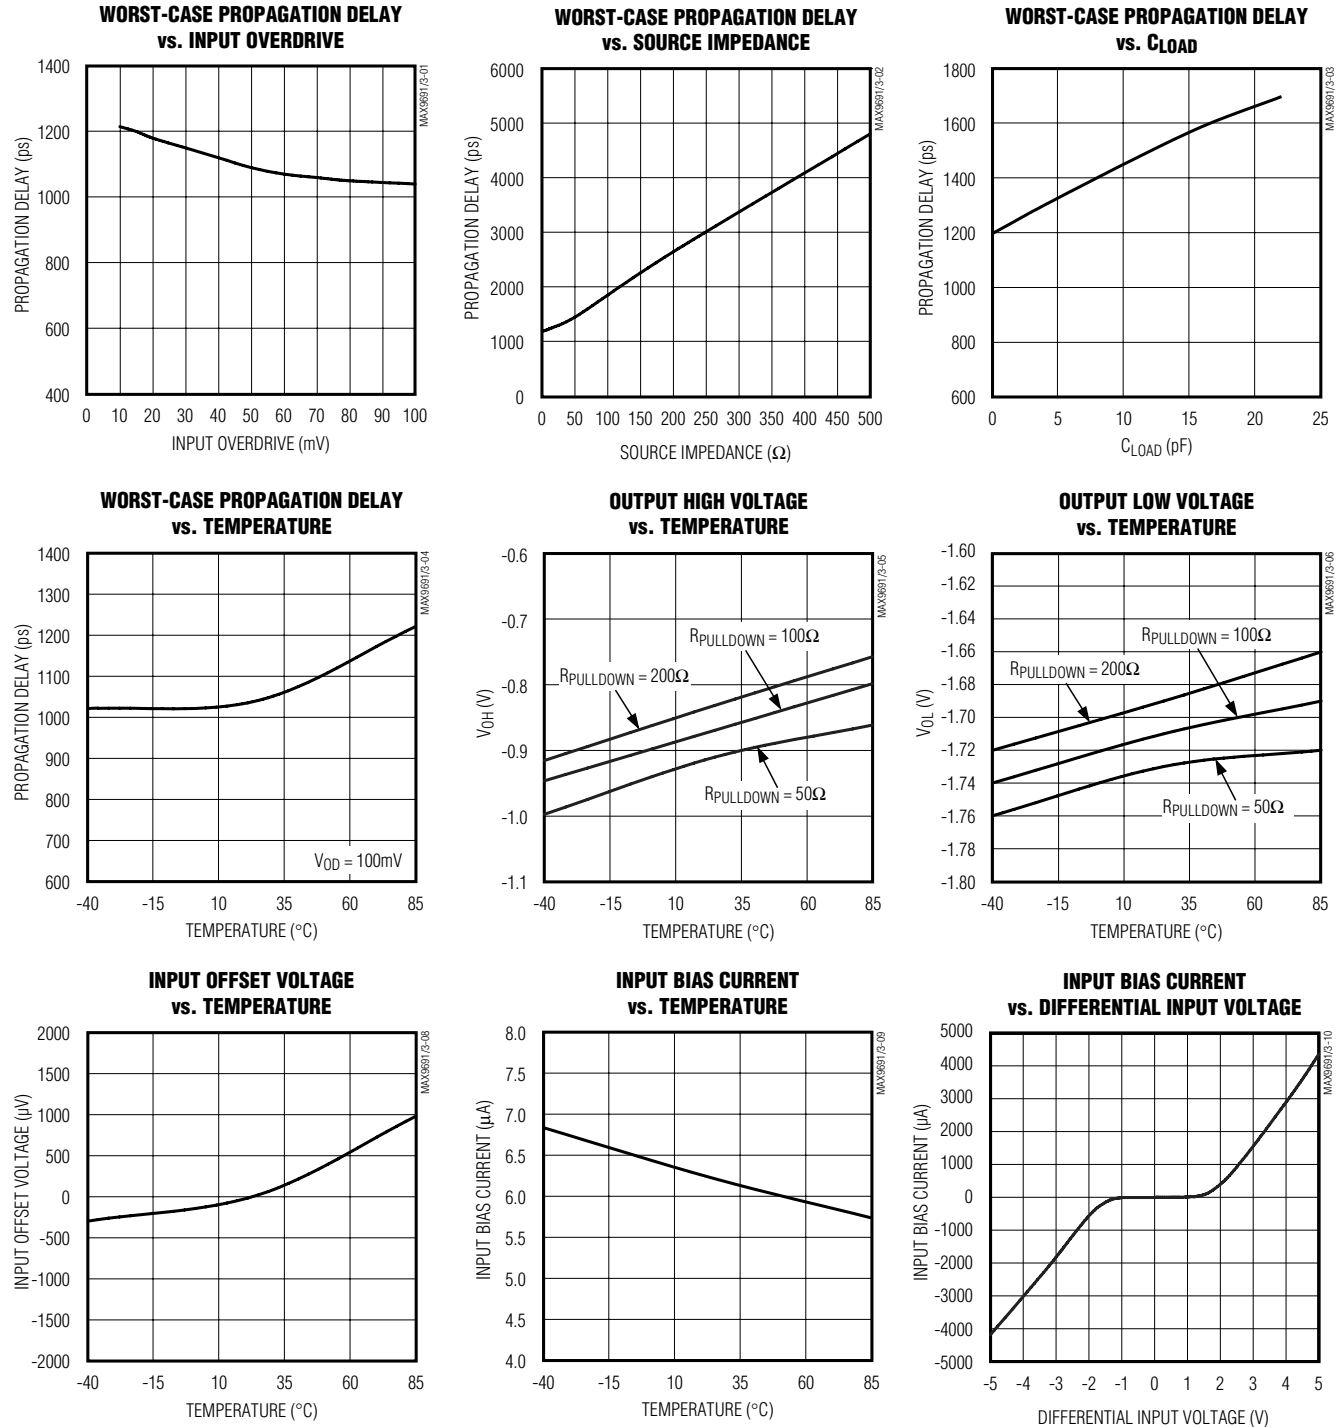 WORST-CASE PROPAGATION DELAY
vs. INPUT OVERDRIVE
1400
1200
1000
800
600
400
PROPAGATION DELAY (ps)
0 10 20 30 40 50 60 70 80 90 100
INPUT OVERDRIVE (mV)
MAX9691/3-01
WORST-CASE PROPAGATION DELAY
vs. SOURCE IMPEDANCE
6000
5000
4000
3000
2000
1000
0
PROPAGATION DELAY (ps)
0 50 100 150 200 250 300 350 400 450 500
SOURCE IMPEDANCE (Ω)
MAX9691/3-02
WORST-CASE PROPAGATION DELAY
vs. CLOAD
1800
1600
1400
1200
1000
800
600
PROPAGATION DELAY (ps)
0 5 10 15 20 25
CLOAD (pF)
MAX9691/3-03
WORST-CASE PROPAGATION DELAY
vs. TEMPERATURE
1400
1300
1200
1100
1000
900
800
700
600
PROPAGATION DELAY (ps)
VOD = 100mV
-40 -15 10 35 60 85
TEMPERATURE (°C)
MAX9691/3-04
OUTPUT HIGH VOLTAGE
vs. TEMPERATURE
-0.6
-0.7
-0.8
-0.9
-1.0
-1.1
VOH (V)
RPULLDOWN = 100Ω
RPULLDOWN = 200Ω
RPULLDOWN = 50Ω
-40 -15 10 35 60 85
TEMPERATURE (°C)
MAX9691/3-05
OUTPUT LOW VOLTAGE
vs. TEMPERATURE
-1.60
-1.62
-1.64
-1.66
-1.68
-1.70
-1.72
-1.74
-1.76
-1.78
-1.80
VOL (V)
RPULLDOWN = 100Ω
RPULLDOWN = 200Ω
RPULLDOWN = 50Ω
-40 -15 10 35 60 85
TEMPERATURE (°C)
MAX9691/3-06
INPUT OFFSET VOLTAGE
vs. TEMPERATURE
2000
1500
1000
500
0
-500
-1000
-1500
-2000
INPUT OFFSET VOLTAGE (µV)
-40 -15 10 35 60 85
TEMPERATURE (°C)
MAX9691/3-08
INPUT BIAS CURRENT
vs. TEMPERATURE
8.0
7.5
7.0
6.5
6.0
5.5
5.0
4.5
4.0
INPUT BIAS CURRENT (µA)
-40 -15 10 35 60 85
TEMPERATURE (°C)
MAX9691/3-09
INPUT BIAS CURRENT
vs. DIFFERENTIAL INPUT VOLTAGE
5000
4000
3000
2000
1000
0
-1000
-2000
-3000
-4000
-5000
INPUT BIAS CURRENT (µA)
-5 -4 -3 -2 -1 0 1 2 3 4 5
DIFFERENTIAL INPUT VOLTAGE (V)
MAX9691/3-10